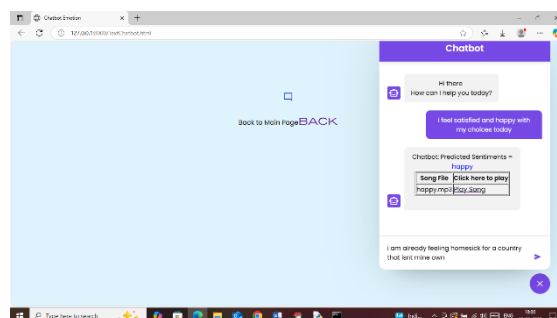 Chatbot Emotion
Chatbot
Hi there
How can I help you today?
Back to Main PageBACK
I feel satisfied and happy with
my choices today
Chatbot: Predicted Sentiments =
happy
Song File Click here to play
happy.mp3 Play Song
i am already feeling homesick for a country
that isnt mine own
Type here to search
ENG